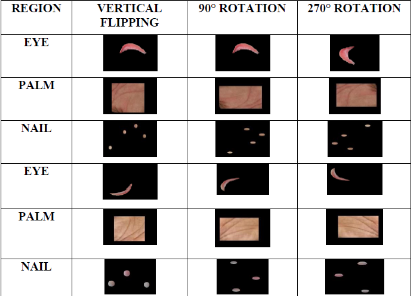 REGION VERTICAL FLIPPING 90° ROTATION 270° ROTATION
EYE
PALM
NAIL
EYE
PALM
NAIL